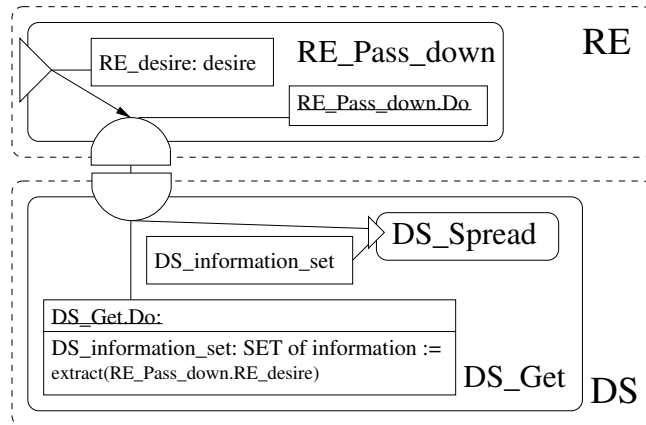 RE_Pass_down
RE
RE_desire: desire
RE_Pass_down.Do
DS_Spread
DS_information_set
DS_Get.Do:
DS_information_set: SET of information :=
extract(RE_Pass_down.RE_desire)
DS_Get
DS